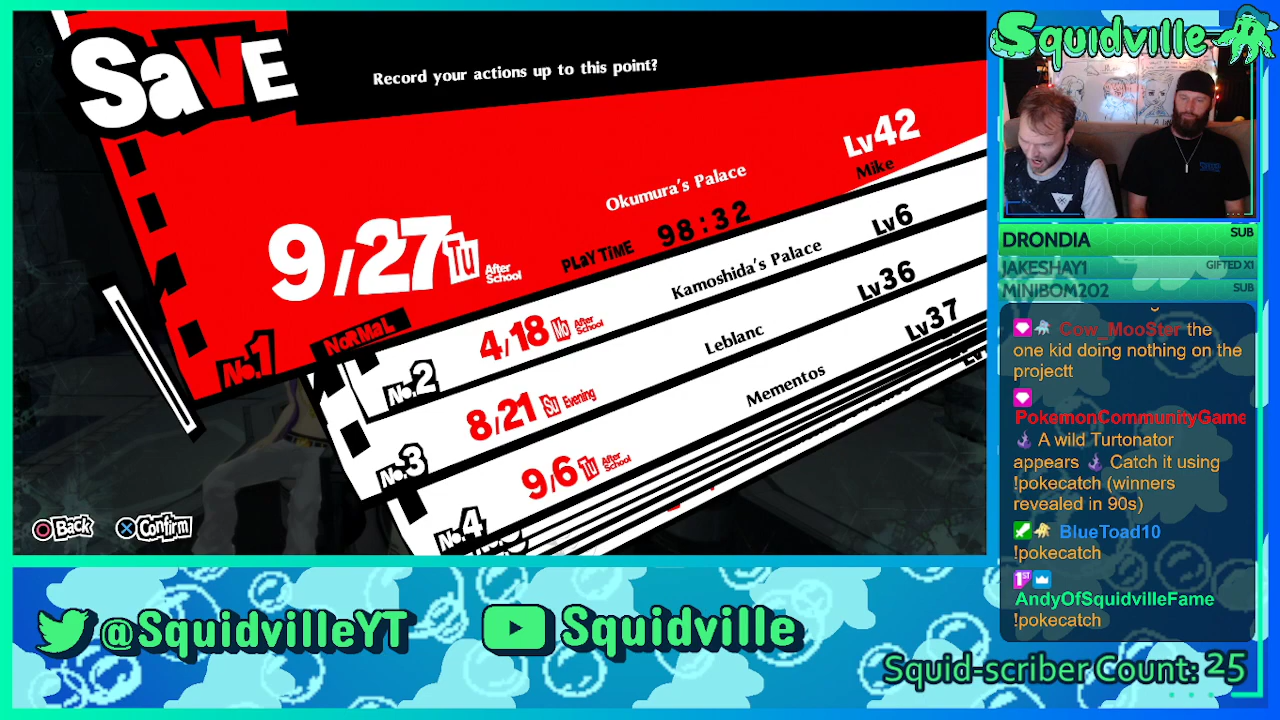 SaVE
Record your actions up to this point?
Lv42
Okumura's Palace
Mike
9/27 Tu After School
PLaY TiME 98:32
No.1 NoRMaL
Kamoshida's Palace Lv6
No.2 4/18 Mo After School
Leblanc Lv36
No.3 8/21 Su Evening
Mementos Lv37
No.4 9/6 Tu After School
Back Confirm
Squidville
DRONDIA SUB
JAKESHAY1 GIFTED X1
MINIBOM202 SUB
Cow_MooSter the
one kid doing nothing on the
projectt
PokemonCommunityGame
A wild Turtonator
appears Catch it using
!pokecatch (winners
revealed in 90s)
BlueToad10
!pokecatch
1ST
AndyOfSquidvilleFame
!pokecatch
@SquidvilleYT
Squidville
Squid-scriber Count: 25